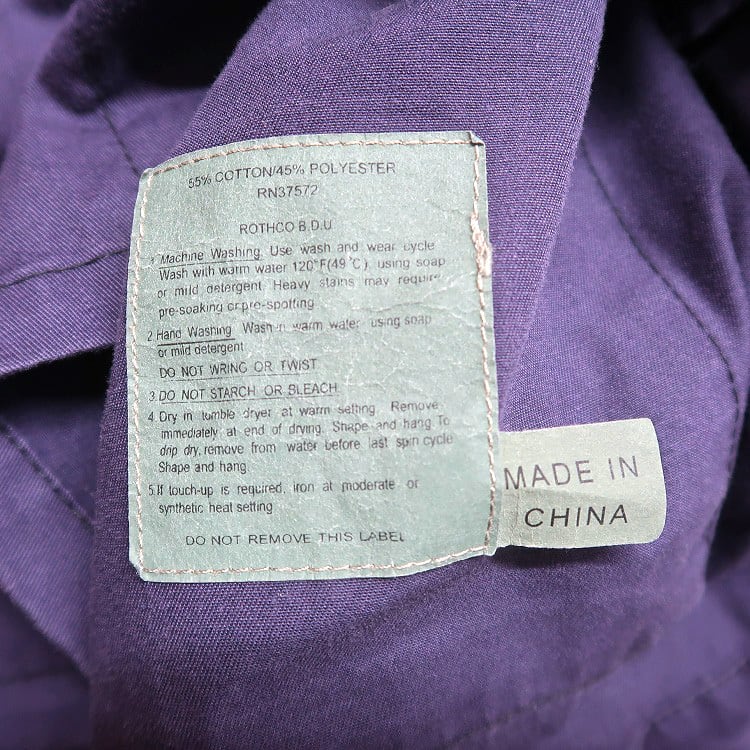 55% COTTON/45% POLYESTER
RN37572
ROTHCO B.D.U
1. Machine Washing. Use wash and wear cycle
Wash with warm water 120°F(49°C), using soap
or mild detergent. Heavy stains may require
pre-soaking or pre-spotting
2. Hand Washing Wash in warm water using soap
or mild detergent
DO NOT WRING OR TWIST
3. DO NOT STARCH OR BLEACH
4. Dry in tumble dryer at warm setting. Remove
immediately at end of drying. Shape and hang. To
drip dry, remove from water before last spin cycle
Shape and hang.
5. If touch-up is required, iron at moderate or
synthetic heat setting
DO NOT REMOVE THIS LABEL
MADE IN
CHINA